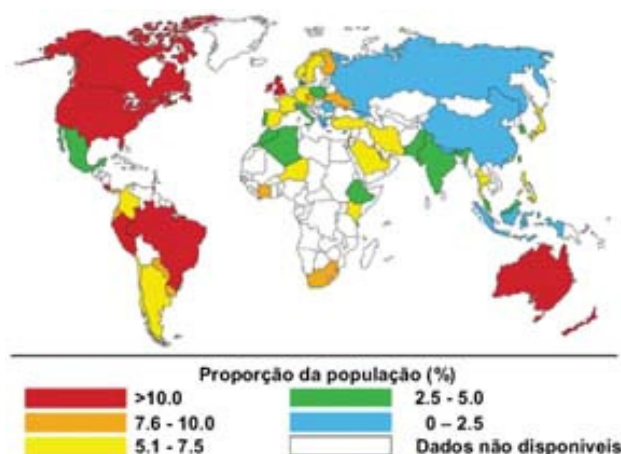 Proporção da população (%)
>10.0
2.5 - 5.0
7.6 - 10.0
0 – 2.5
5.1 - 7.5
Dados não disponíveis